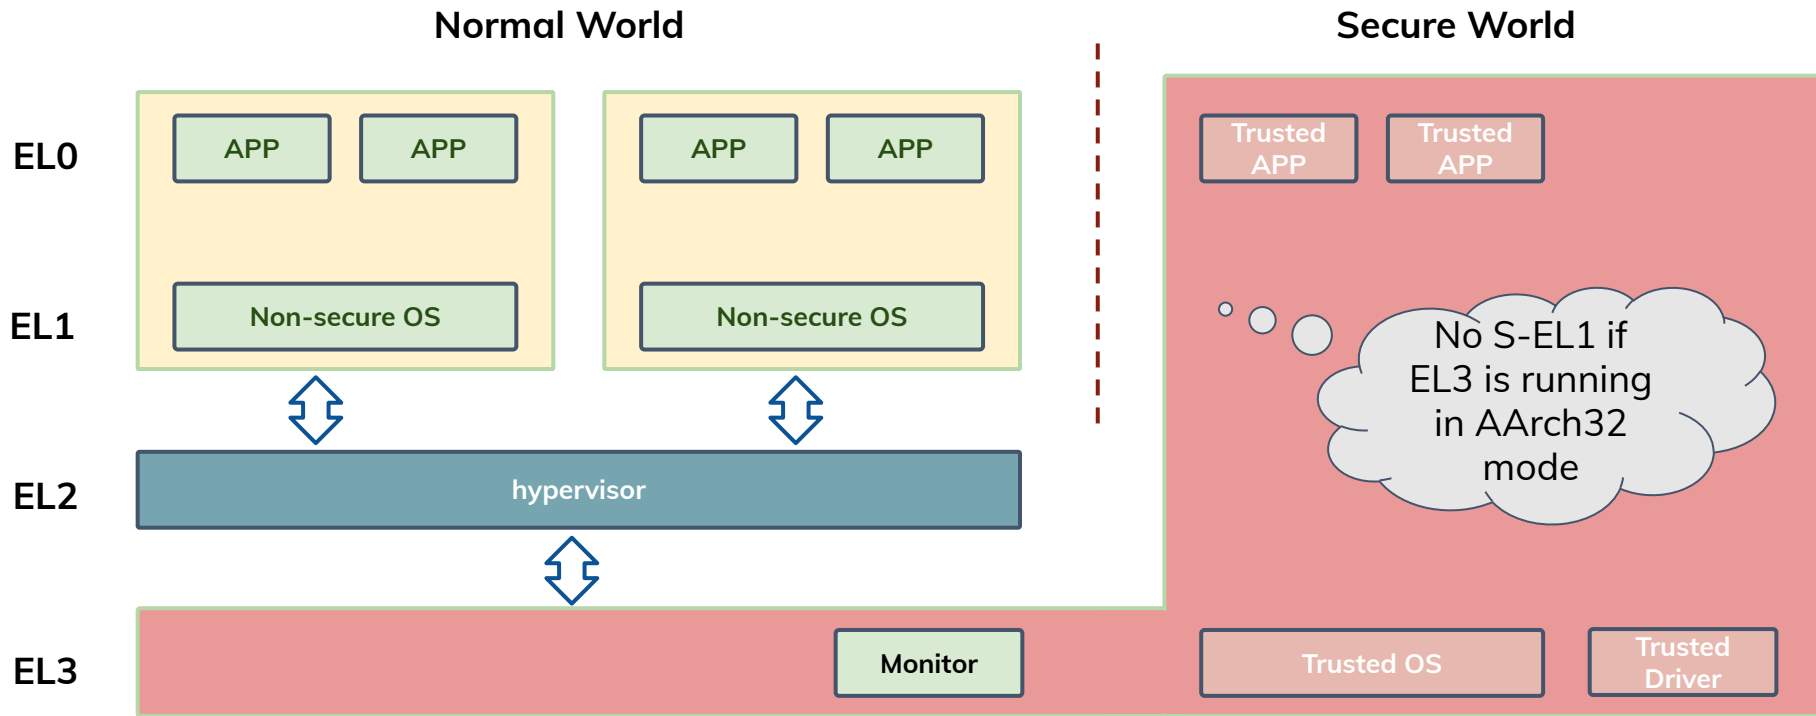 Normal World
Secure World
EL0
APP
APP
APP
APP
Trusted
APP
Trusted
APP
EL1
Non-secure OS
Non-secure OS
No S-EL1 if
EL3 is running
in AArch32
mode
EL2
hypervisor
EL3
Monitor
Trusted OS
Trusted
Driver